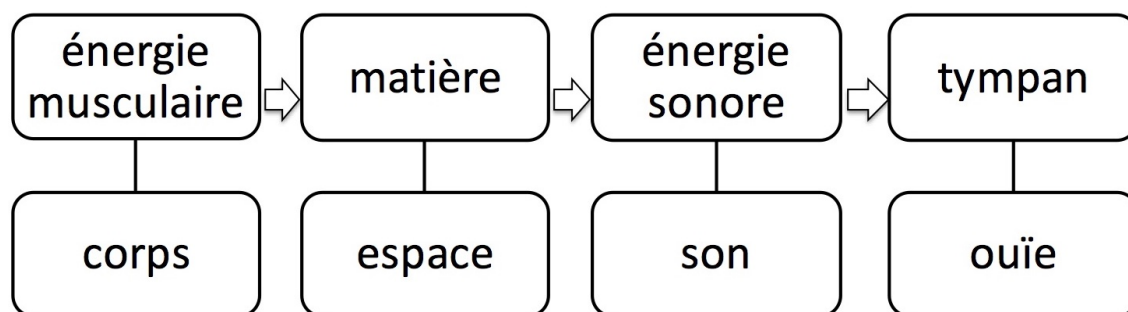 énergie
musculaire
matière
énergie
sonore
tympan
corps
espace
son
ouïe